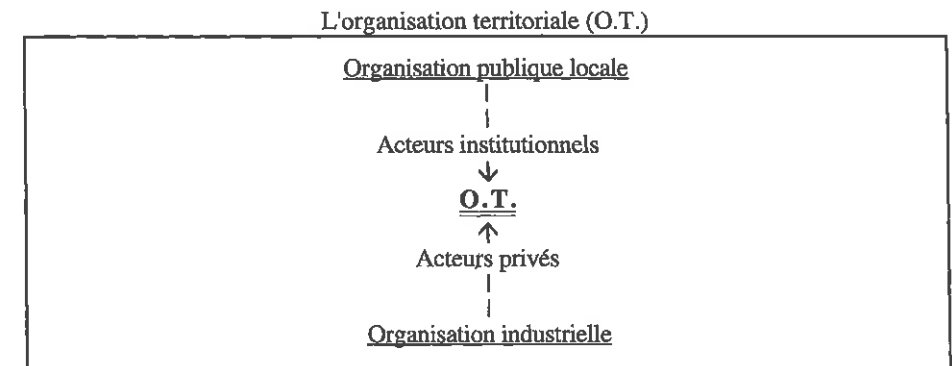 L'organisation territoriale (O.T.)
Organisation publique locale
Acteurs institutionnels
O.T.
Acteurs privés
Organisation industrielle